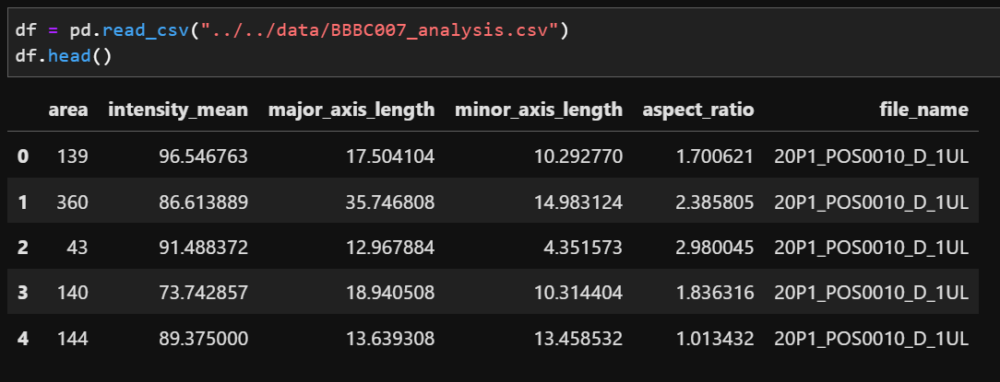 df = pd.read_csv("../../data/BBBC007_analysis.csv")
df.head()
area intensity_mean major_axis_length minor_axis_length aspect_ratio file_name
0 139 96.546763 17.504104 10.292770 1.700621 20P1_POS0010_D_1UL
1 360 86.613889 35.746808 14.983124 2.385805 20P1_POS0010_D_1UL
2 43 91.488372 12.967884 4.351573 2.980045 20P1_POS0010_D_1UL
3 140 73.742857 18.940508 10.314404 1.836316 20P1_POS0010_D_1UL
4 144 89.375000 13.639308 13.458532 1.013432 20P1_POS0010_D_1UL